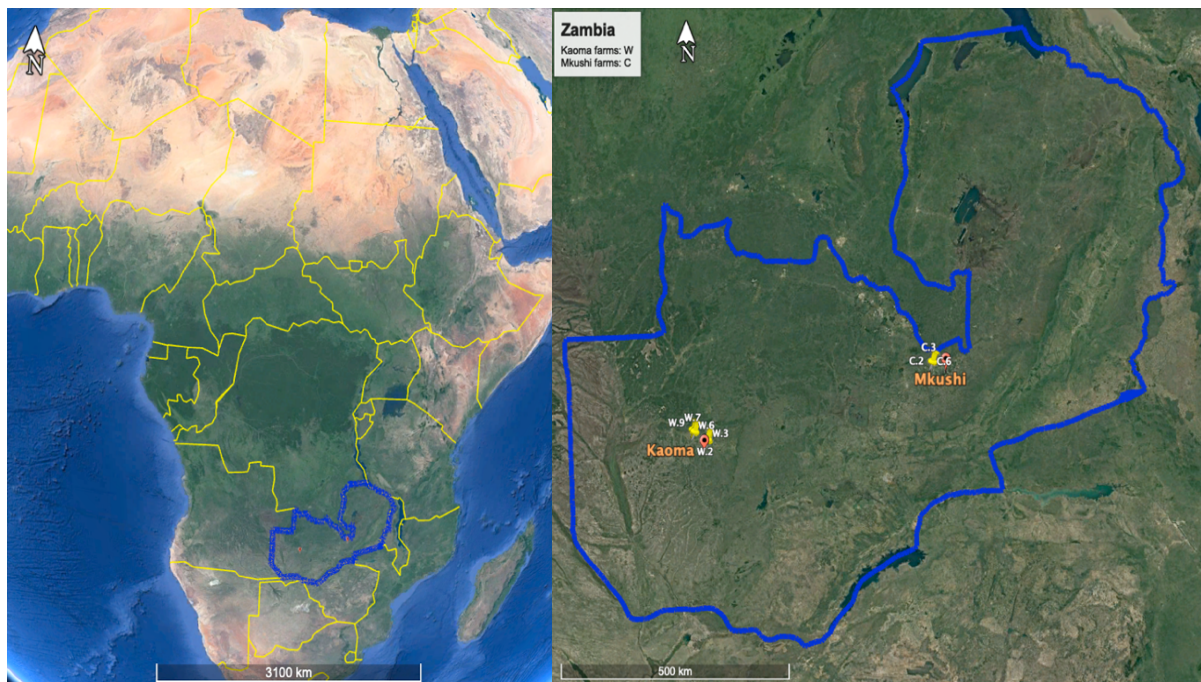 N
3100 km
Zambia
Kaoma farms: W
Mkushi farms: C
N
C.3
C.2
C.6
Mkushi
W.7
W.9
W.6
W.3
Kaoma
W.2
500 km